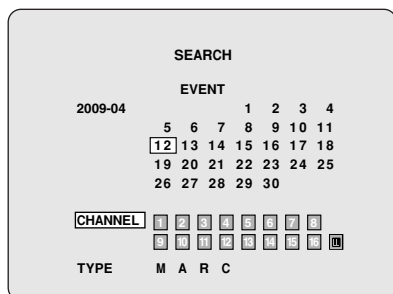 SEARCH
EVENT
2009-04 1 2 3 4
5 6 7 8 9 10 11
12 13 14 15 16 17 18
19 20 21 22 23 24 25
26 27 28 29 30
CHANNEL 1 2 3 4 5 6 7 8
9 10 11 12 13 14 15 16
TYPE M A R C